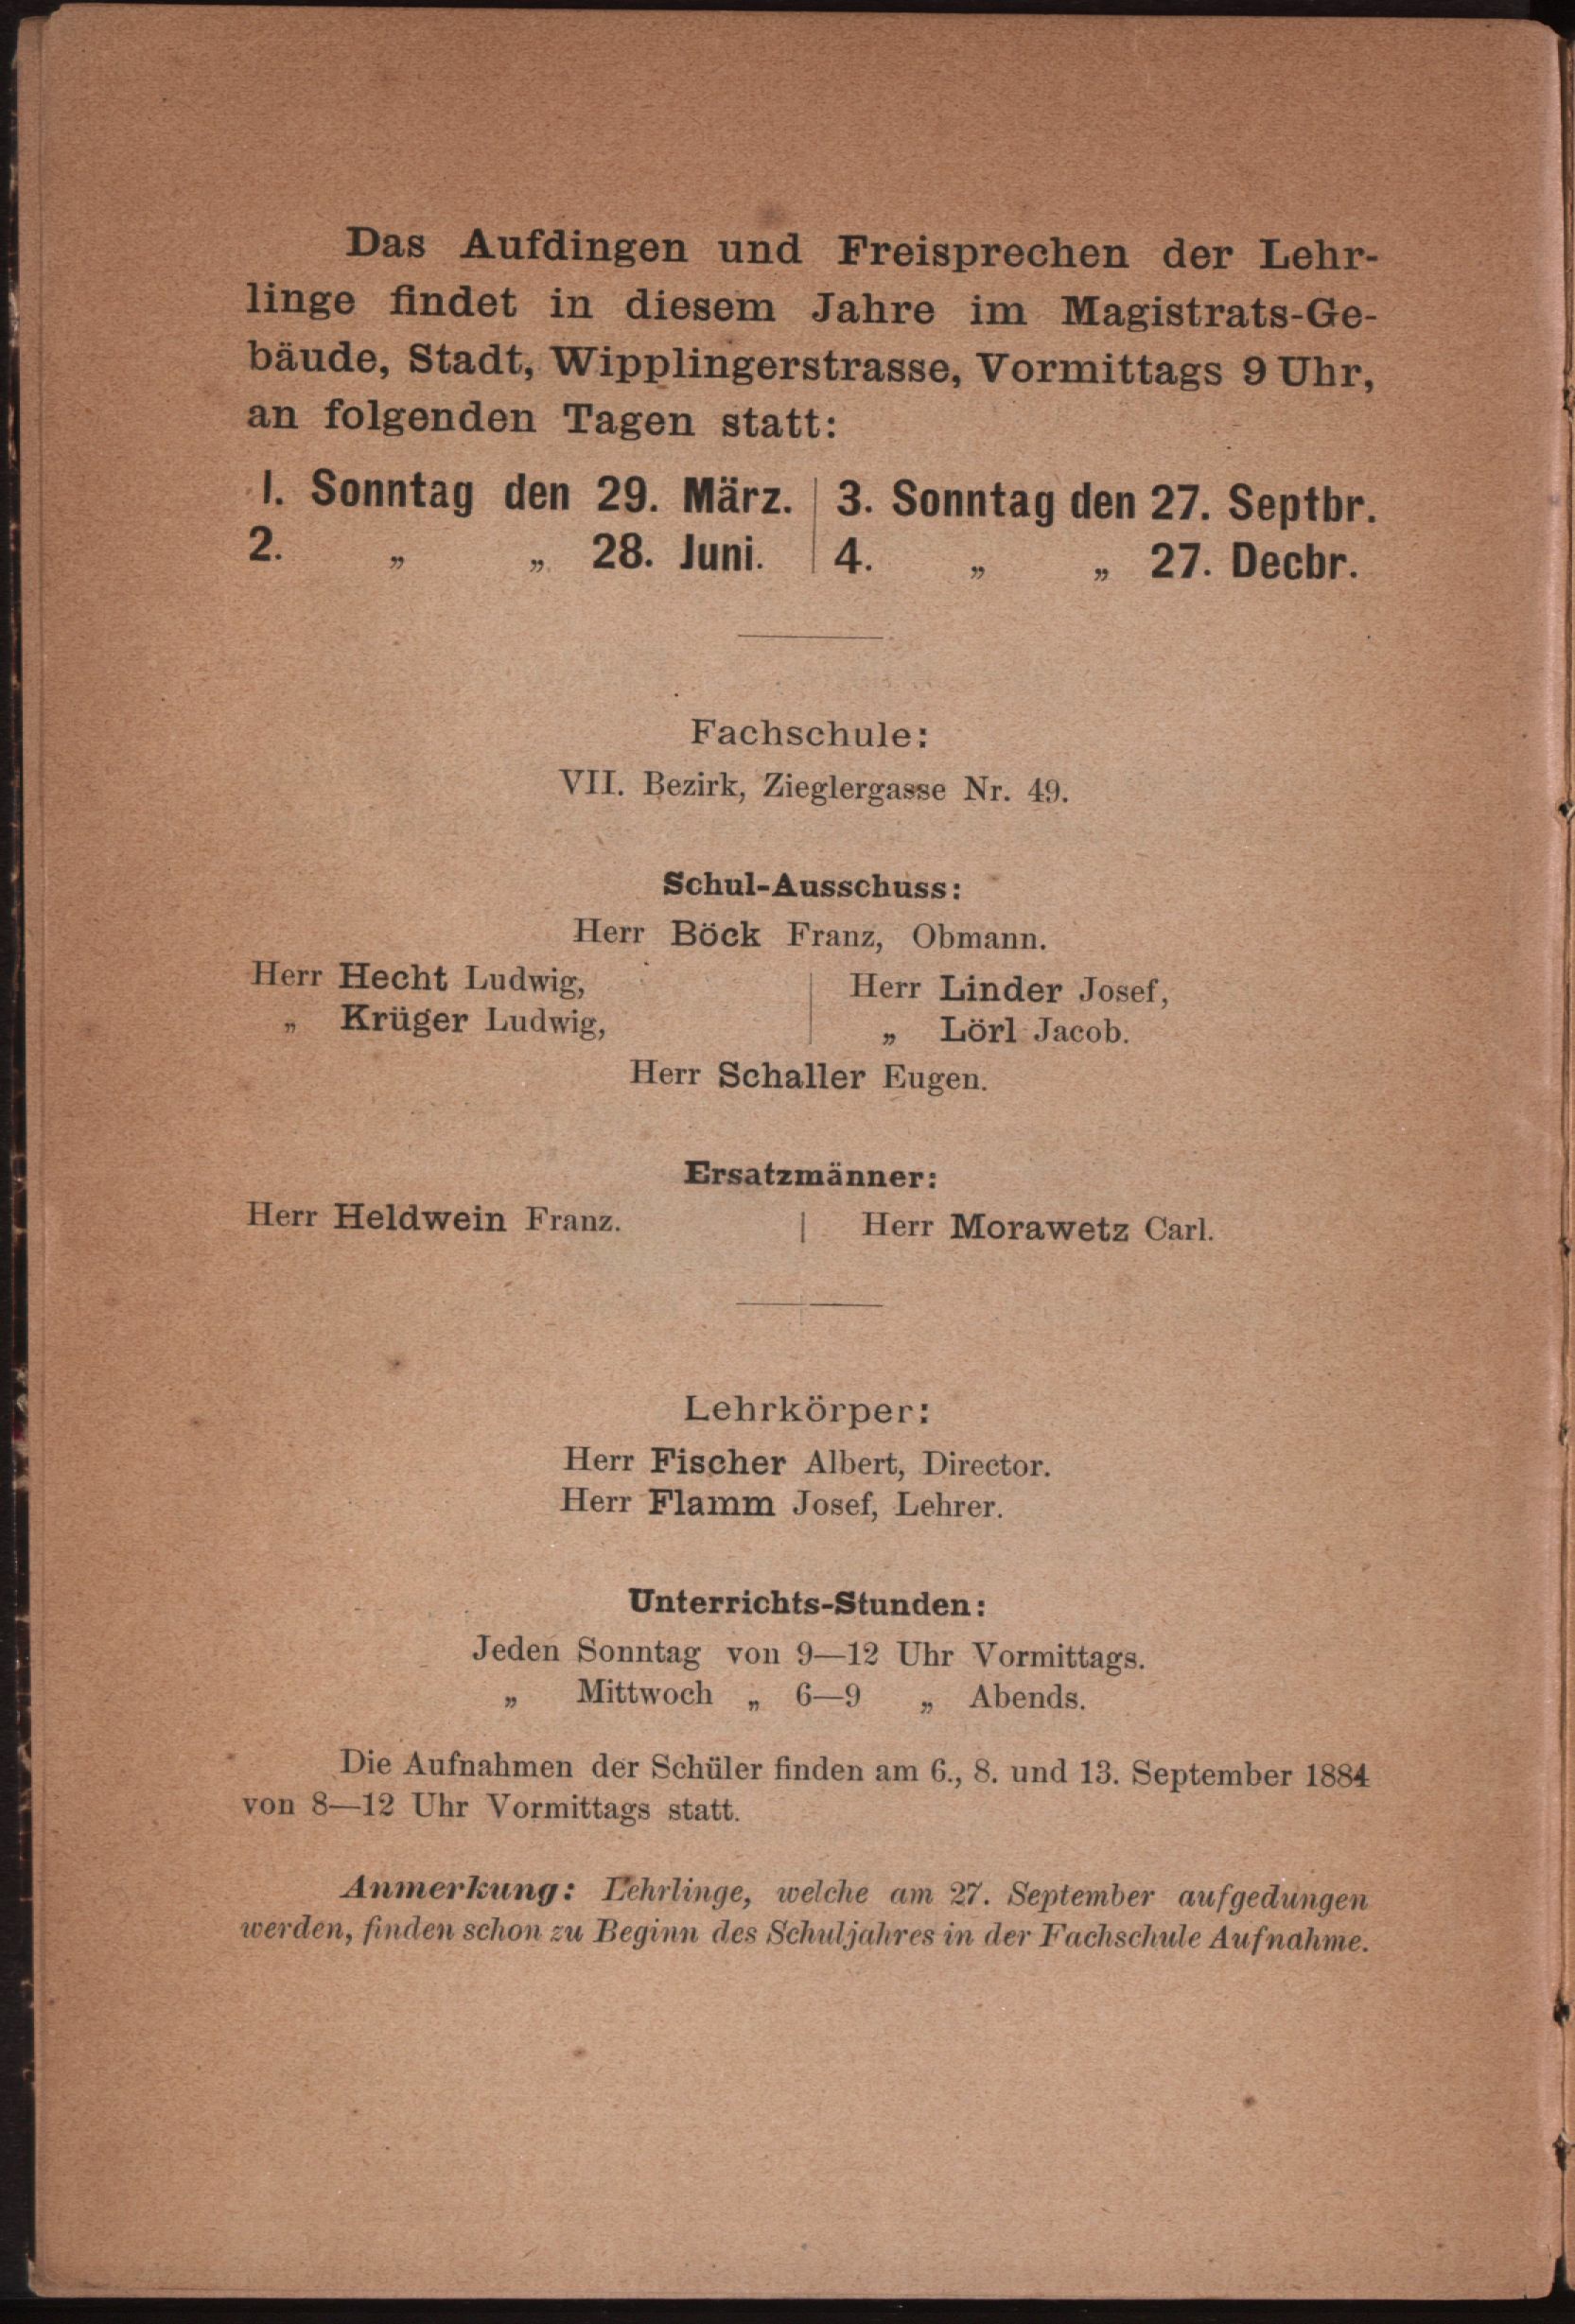 Das Aufdingen und Freisprechen der Lehr-
linge findet in diesem Jahre im Magistrats-Ge-
bäude, Stadt, Wipplingerstrasse, Vormittags 9 Uhr,
an folgenden Tagen statt:
1. Sonntag den 29. März. | 3. Sonntag den 27. Septbr.
2. „ „ 28. Juni. | 4. „ „ 27. Decbr.
Fachschule:
VII. Bezirk, Zieglergasse Nr. 49.
Schul-Ausschuss:
Herr Böck Franz, Obmann.
Herr Hecht Ludwig, | Herr Linder Josef,
„ Krüger Ludwig, | „ Lörl Jacob.
Herr Schaller Eugen.
Ersatzmänner:
Herr Heldwein Franz. | Herr Morawetz Carl.
Lehrkörper:
Herr Fischer Albert, Director.
Herr Flamm Josef, Lehrer.
Unterrichts-Stunden:
Jeden Sonntag von 9—12 Uhr Vormittags.
„ Mittwoch „ 6—9 „ Abends.
Die Aufnahmen der Schüler finden am 6., 8. und 13. September 1884
von 8—12 Uhr Vormittags statt.
Anmerkung: Lehrlinge, welche am 27. September aufgedungen
werden, finden schon zu Beginn des Schuljahres in der Fachschule Aufnahme.